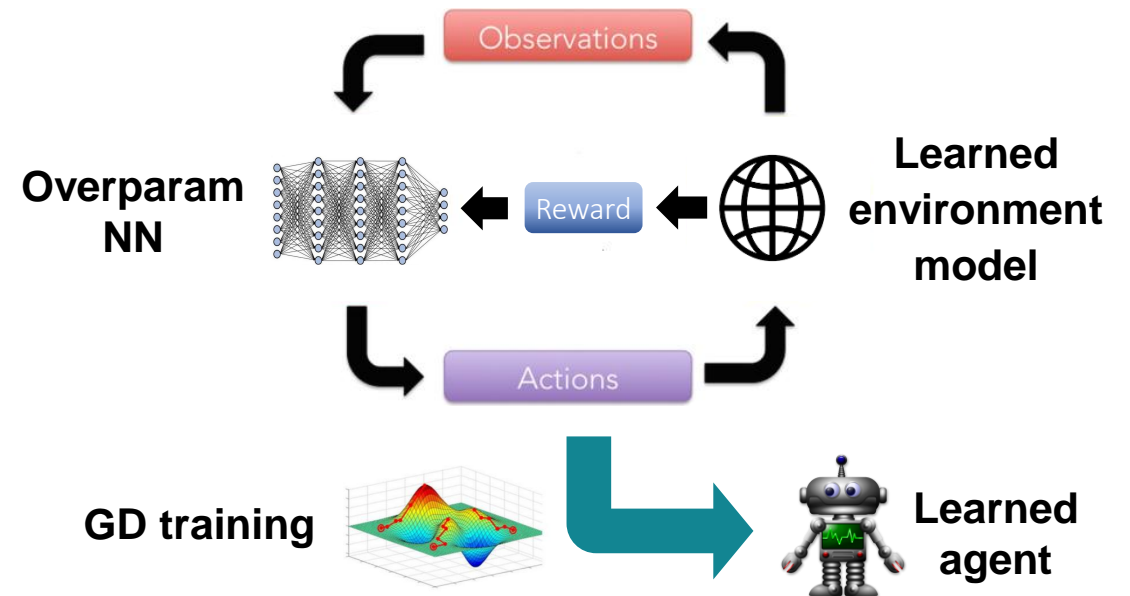 Observations
Overparam
NN
Reward
Learned
environment
model
Actions
GD training
Learned
agent